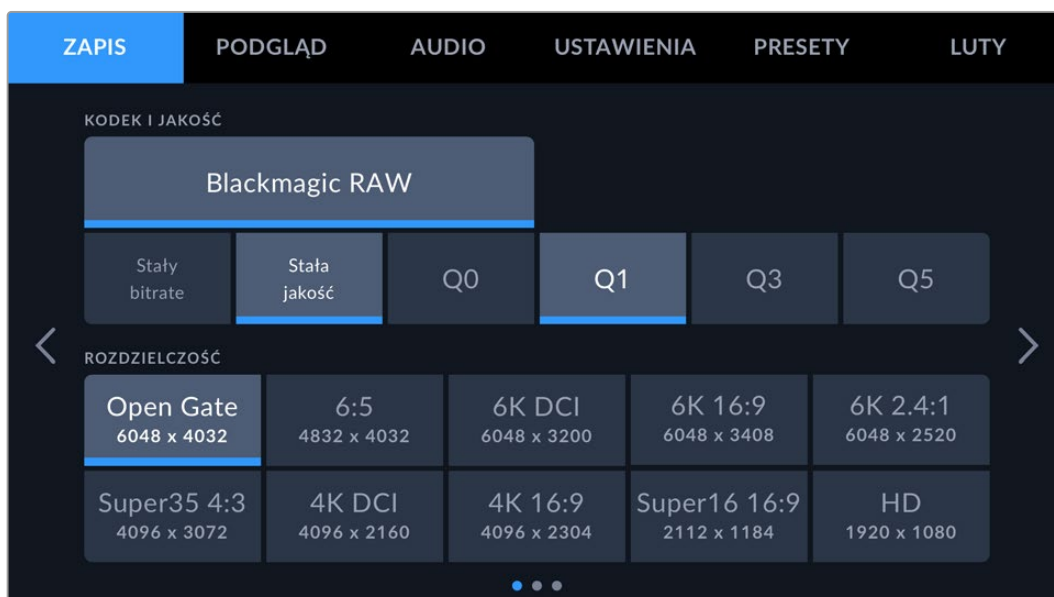 ZAPIS PODGLĄD AUDIO USTAWIENIA PRESETY LUTY
KODEK I JAKOŚĆ
Blackmagic RAW
Stały bitrate
Stała jakość
Q0
Q1
Q3
Q5
ROZDZIELCZOŚĆ
Open Gate
6048 x 4032
6:5
4832 x 4032
6K DCI
6048 x 3200
6K 16:9
6048 x 3408
6K 2.4:1
6048 x 2520
Super35 4:3
4096 x 3072
4K DCI
4096 x 2160
4K 16:9
4096 x 2304
Super16 16:9
2112 x 1184
HD
1920 x 1080